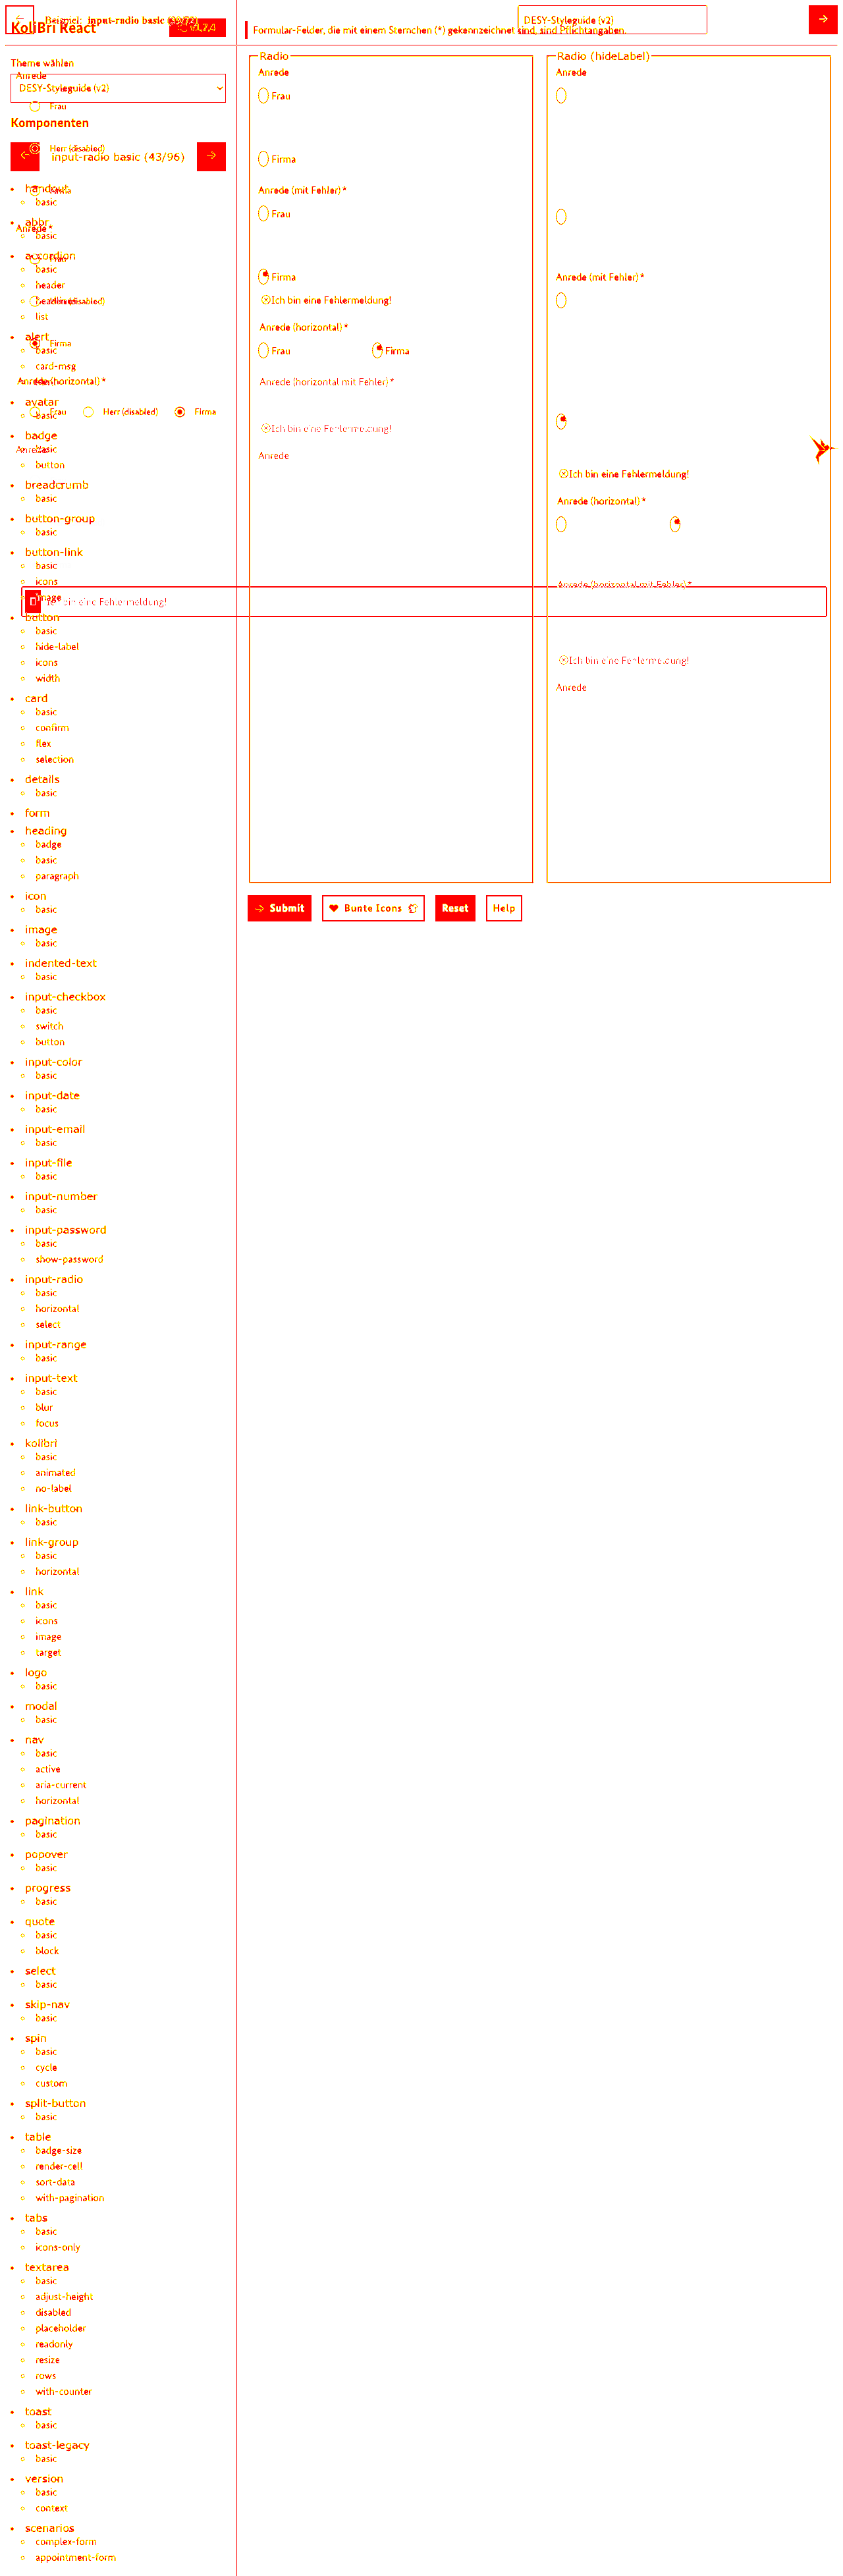 KoliBri React
Beispiel: input-radio basic
v1.7.4
DESY-Styleguide (v2)
Formular-Felder, die mit einem Sternchen (*) gekennzeichnet sind, sind Pflichtangaben.
Theme wählen
Anrede
DESY-Styleguide (v2)
Frau
Komponenten
Herr (disabled)
input-radio basic (43/96)
handout
basic
abbr
Anrede *
basic
accordion
basic
header
headline
list
alert
Firma
basic
card-msg
Anrede (horizontal) *
avatar
Frau
Herr (disabled)
Firma
basic
badge
Anrede
basic
button
breadcrumb
basic
button-group
basic
button-link
basic
icons
image
Ich bin eine Fehlermeldung!
button
basic
hide-label
icons
width
card
basic
confirm
flex
selection
details
basic
form
heading
badge
basic
paragraph
icon
basic
image
basic
indented-text
basic
input-checkbox
basic
switch
button
input-color
basic
input-date
basic
input-email
basic
input-file
basic
input-number
basic
input-password
basic
show-password
input-radio
basic
horizontal
select
input-range
basic
input-text
basic
blur
focus
kolibri
basic
animated
no-label
link-button
basic
link-group
basic
horizontal
link
basic
icons
image
target
logo
basic
modal
basic
nav
basic
active
aria-current
horizontal
pagination
basic
popover
basic
progress
basic
quote
basic
block
select
basic
skip-nav
basic
spin
basic
cycle
custom
split-button
basic
table
badge-size
render-cell
sort-data
with-pagination
tabs
basic
icons-only
textarea
basic
adjust-height
disabled
placeholder
readonly
resize
rows
with-counter
toast
basic
toast-legacy
basic
version
basic
context
scenarios
complex-form
appointment-form
Radio
Anrede
Frau
Firma
Anrede (mit Fehler) *
Frau
Firma
Ich bin eine Fehlermeldung!
Anrede (horizontal) *
Frau
Firma
Anrede (horizontal mit Fehler) *
Ich bin eine Fehlermeldung!
Anrede
Radio (hideLabel)
Anrede
Anrede (mit Fehler) *
Ich bin eine Fehlermeldung!
Anrede (horizontal) *
Anrede (horizontal mit Fehler) *
Ich bin eine Fehlermeldung!
Anrede
Submit
Bunte Icons
Reset
Help